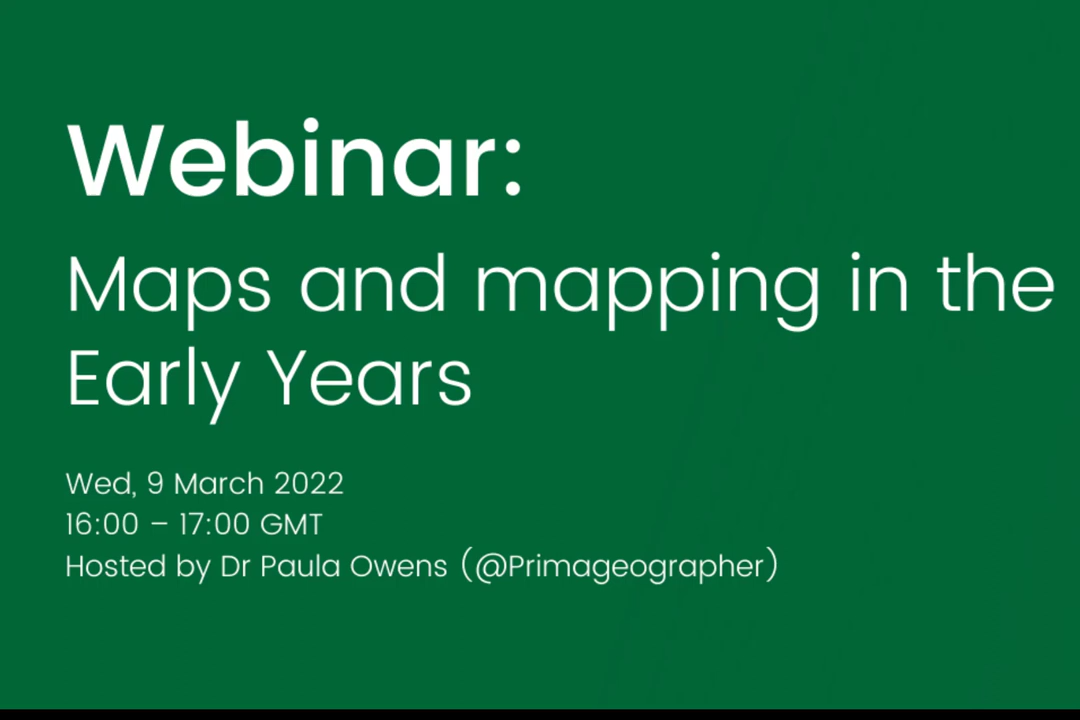 Webinar:
Maps and mapping in the
Early Years
Wed, 9 March 2022
16:00 – 17:00 GMT
Hosted by Dr Paula Owens (@Primageographer)